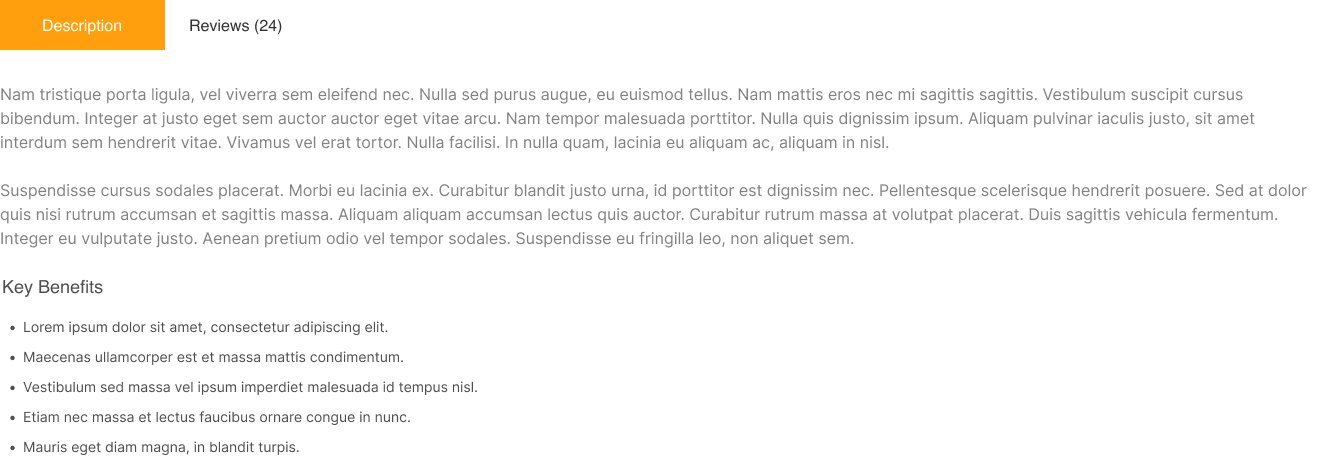 Description
Reviews (24)
Nam tristique porta ligula, vel viverra sem eleifend nec. Nulla sed purus augue, eu euismod tellus. Nam mattis eros nec mi sagittis sagittis. Vestibulum suscipit cursus
bibendum. Integer at justo eget sem auctor auctor eget vitae arcu. Nam tempor malesuada porttitor. Nulla quis dignissim ipsum. Aliquam pulvinar iaculis justo, sit amet
interdum sem hendrerit vitae. Vivamus vel erat tortor. Nulla facilisi. In nulla quam, lacinia eu aliquam ac, aliquam in nisl.
Suspendisse cursus sodales placerat. Morbi eu lacinia ex. Curabitur blandit justo urna, id porttitor est dignissim nec. Pellentesque scelerisque hendrerit posuere. Sed at dolor
quis nisi rutrum accumsan et sagittis massa. Aliquam aliquam accumsan lectus quis auctor. Curabitur rutrum massa at volutpat placerat. Duis sagittis vehicula fermentum.
Integer eu vulputate justo. Aenean pretium odio vel tempor sodales. Suspendisse eu fringilla leo, non aliquet sem.
Key Benefits
• Lorem ipsum dolor sit amet, consectetur adipiscing elit.
• Maecenas ullamcorper est et massa mattis condimentum.
• Vestibulum sed massa vel ipsum imperdiet malesuada id tempus nisl.
• Etiam nec massa et lectus faucibus ornare congue in nunc.
• Mauris eget diam magna, in blandit turpis.